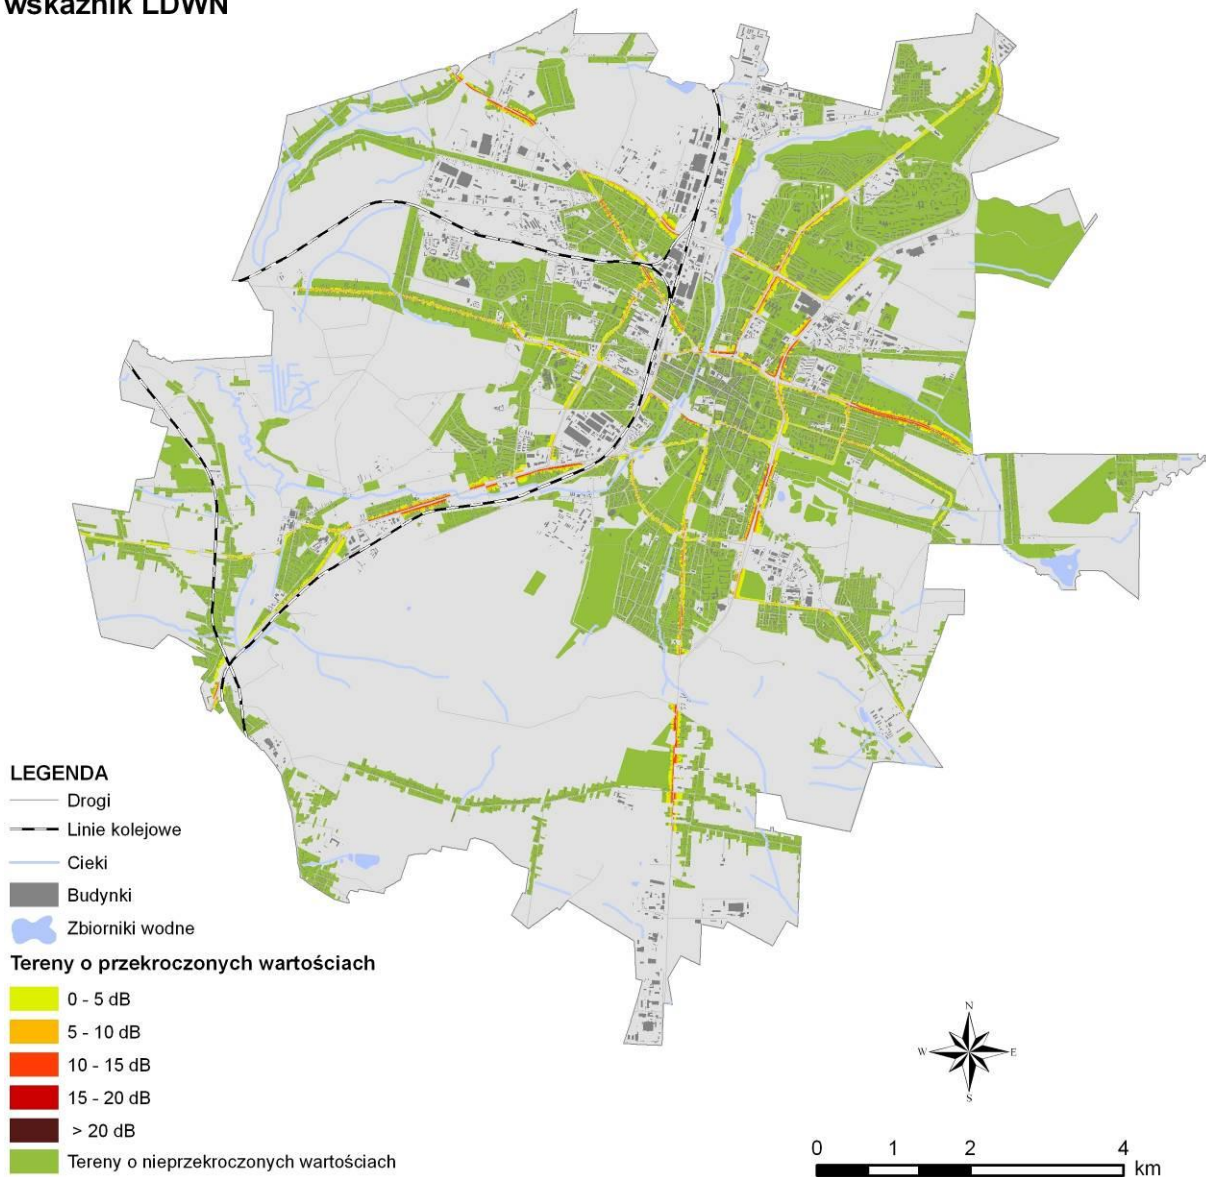 wskaźnik LDWN
LEGENDA
Drogi
Linie kolejowe
Cieki
Budynki
Zbiorniki wodne
Tereny o przekroczonych wartościach
0 - 5 dB
5 - 10 dB
10 - 15 dB
15 - 20 dB
> 20 dB
Tereny o nieprzekroczonych wartościach
N
W E
S
0 1 2 4
km